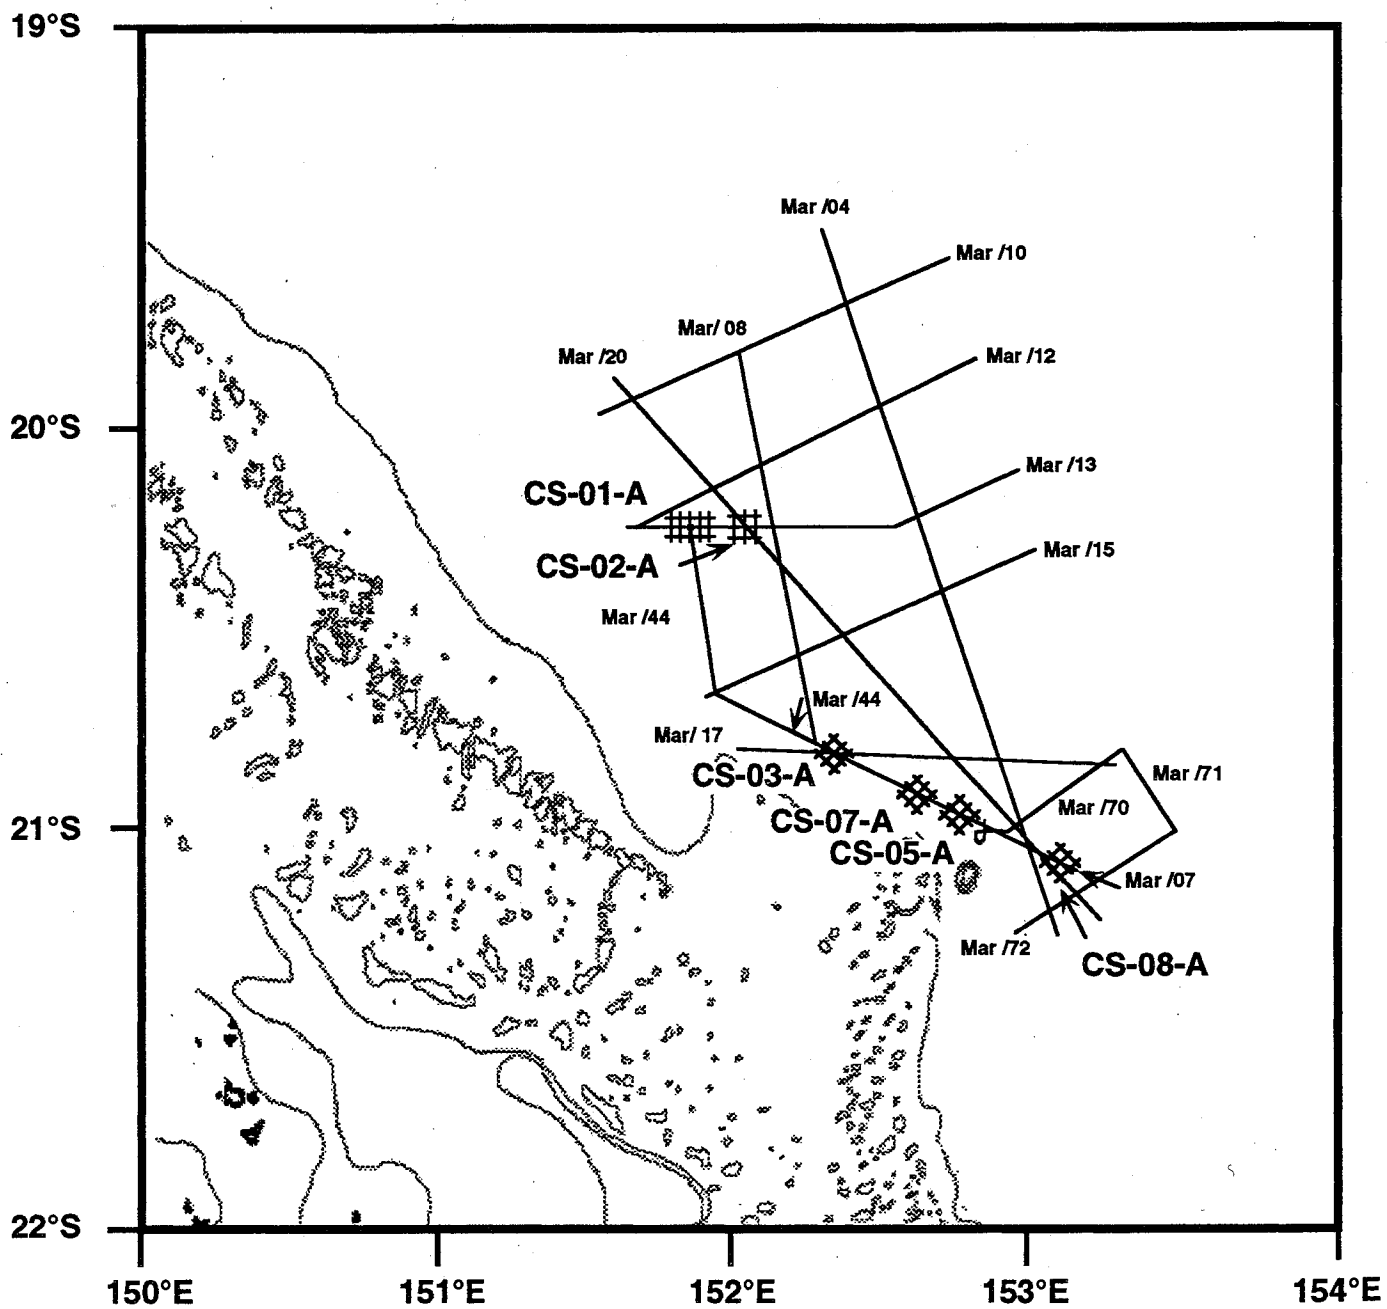 19°S
Mar /04
Mar /10
Mar/ 08
Mar /20
Mar /12
20°S
Mar /13
CS-01-A
Mar /15
CS-02-A
Mar /44
Mar /44
Mar/ 17
CS-03-A
Mar /71
Mar /70
CS-07-A
21°S
CS-05-A
Mar /07
Mar /72
CS-08-A
22°S
150°E
151°E
152°E
153°E
154°E